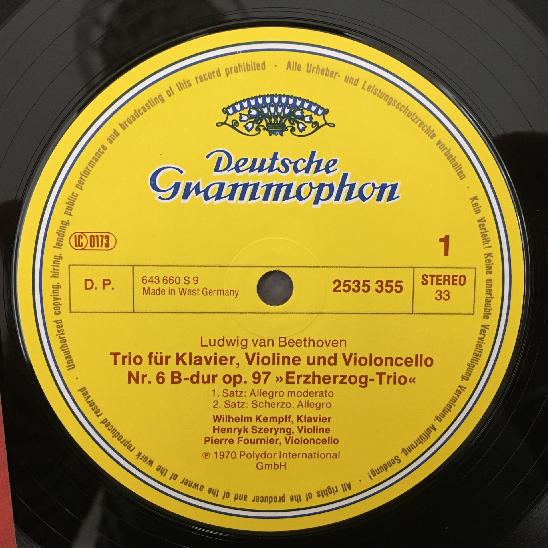 Unauthorised copying, hiring, lending, public performance and broadcasting of this record prohibited · Alle Urheber- und Leistungsschutzrechte vorbehalten · Kein Verleih! Keine unerlaubte Vervielfältigung, Vermietung, Aufführung, Sendung! · All rights of the producer and of the owner of the work reproduced reserved ·
Deutsche
Grammophon
LC 0173
1
D. P.
643 660 S 9
Made in West Germany
2535 355
STEREO
33
Ludwig van Beethoven
Trio für Klavier, Violine und Violoncello
Nr. 6 B-dur op. 97 »Erzherzog-Trio«
1. Satz: Allegro moderato
2. Satz: Scherzo. Allegro
Wilhelm Kempff, Klavier
Henryk Szeryng, Violine
Pierre Fournier, Violoncello
℗ 1970 Polydor International
GmbH